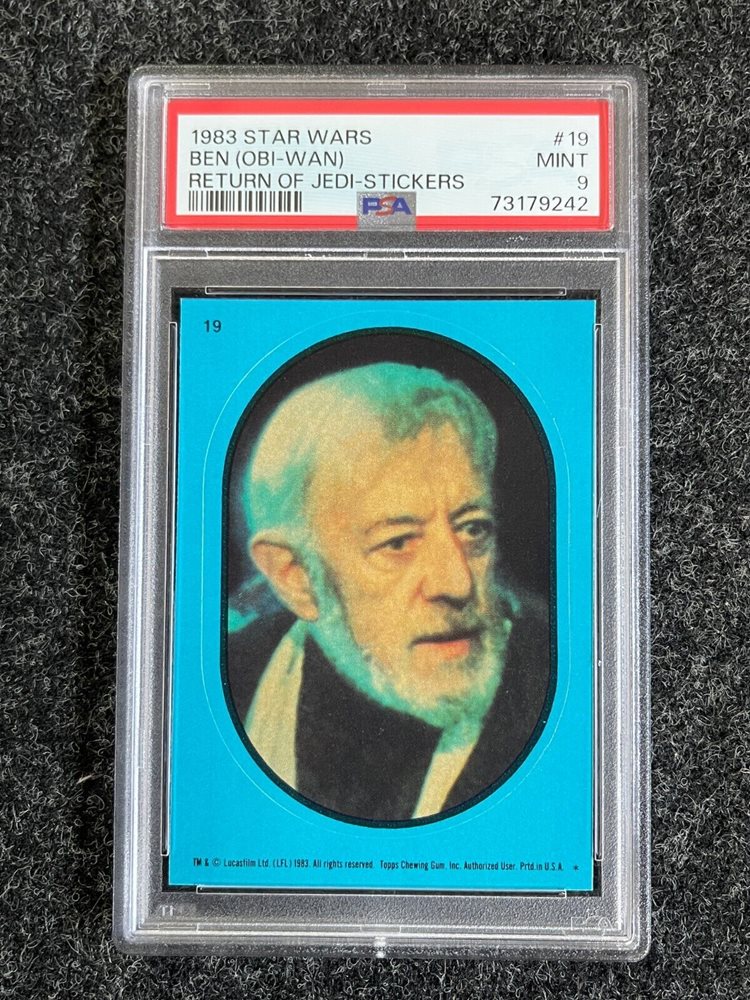 1983 STAR WARS #19
BEN (OBI-WAN) MINT
RETURN OF JEDI-STICKERS 9
PSA 73179242
19
TM & © Lucasfilm Ltd. (LFL) 1983. All rights reserved. Topps Chewing Gum, Inc. Authorized User. Prtd. in U.S.A. *